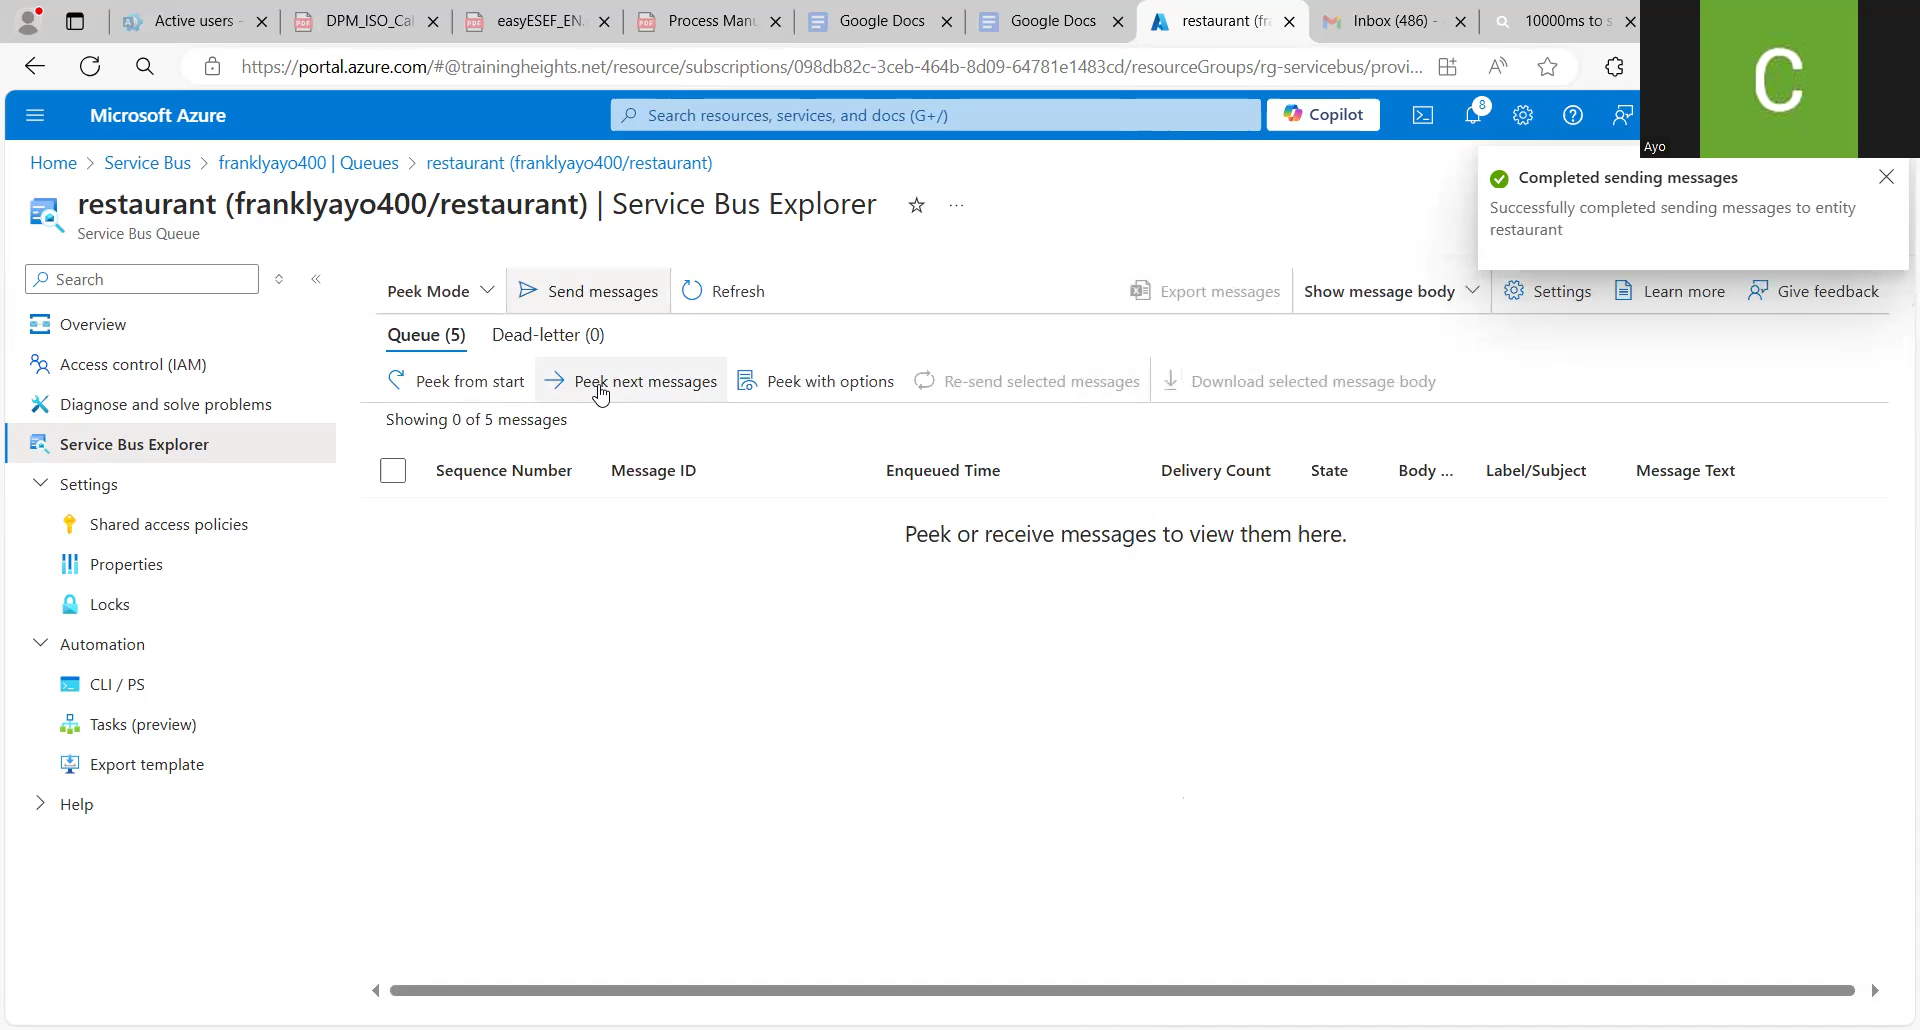 Active users -
DPM_ISO_Cal
easyESEF_EN.
Process Manu
Google Docs
Google Docs
restaurant (fra
Inbox (486) -
10000ms to s
https://portal.azure.com/#@trainingheights.net/resource/subscriptions/098db82c-3ceb-464b-8d09-64781e1483cd/resourceGroups/rg-servicebus/provi...
Microsoft Azure
Search resources, services, and docs (G+/)
Copilot
8
C
Ayo
Home > Service Bus > franklyayo400 | Queues > restaurant (franklyayo400/restaurant)
restaurant (franklyayo400/restaurant) | Service Bus Explorer
Service Bus Queue
Completed sending messages
Successfully completed sending messages to entity
restaurant
Search
Overview
Access control (IAM)
Diagnose and solve problems
Service Bus Explorer
Settings
Shared access policies
Properties
Locks
Automation
CLI / PS
Tasks (preview)
Export template
Help
Peek Mode
Send messages
Refresh
Export messages
Show message body
Settings
Learn more
Give feedback
Queue (5)
Dead-letter (0)
Peek from start
Peek next messages
Peek with options
Re-send selected messages
Download selected message body
Showing 0 of 5 messages
Sequence Number
Message ID
Enqueued Time
Delivery Count
State
Body ...
Label/Subject
Message Text
Peek or receive messages to view them here.